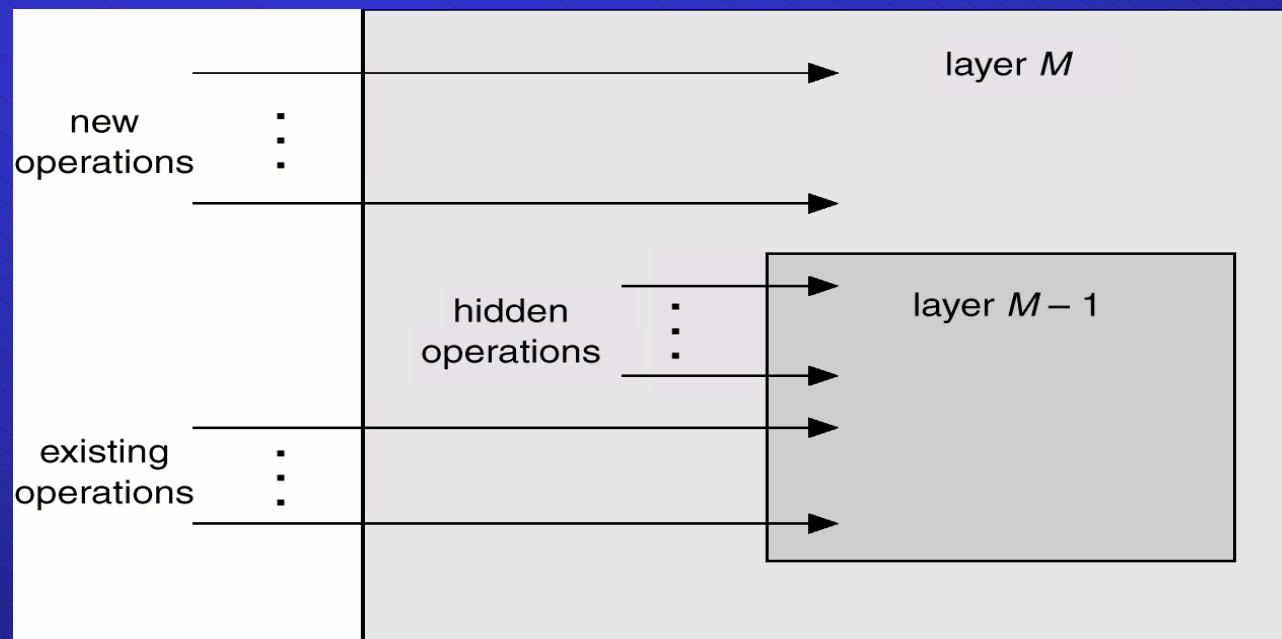 layer M
new
operations
hidden
operations
layer M – 1
existing
operations